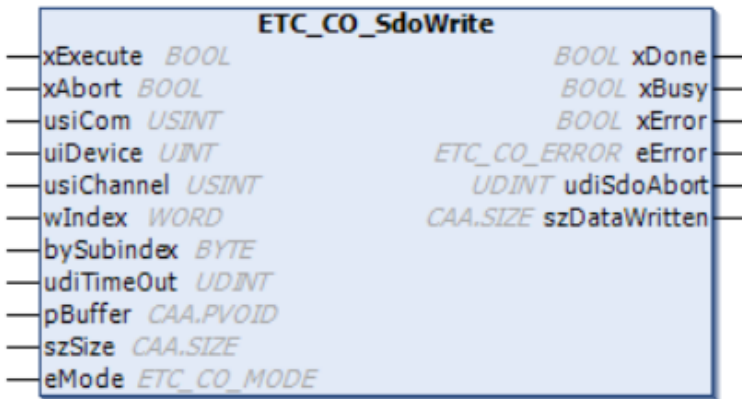 ETC_CO_SdoWrite
xExecute BOOL BOOL xDone
xAbort BOOL BOOL xBusy
usiCom USINT BOOL xError
uiDevice UINT ETC_CO_ERROR eError
usiChannel USINT UDINT udiSdoAbort
wIndex WORD CAA.SIZE szDataWritten
bySubindex BYTE
udiTimeOut UDINT
pBuffer CAA.PVOID
szSize CAA.SIZE
eMode ETC_CO_MODE